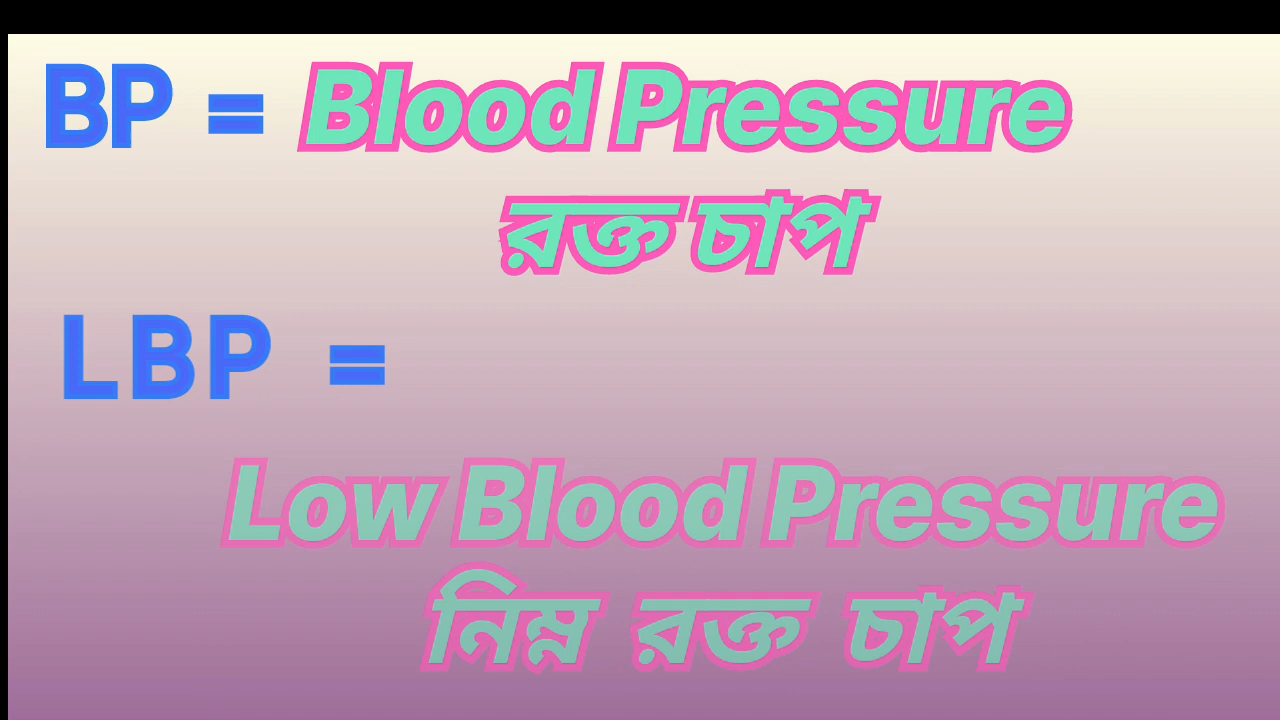 BP = Blood Pressure
রক্ত চাপ
LBP =
Low Blood Pressure
নিম্ন রক্ত চাপ